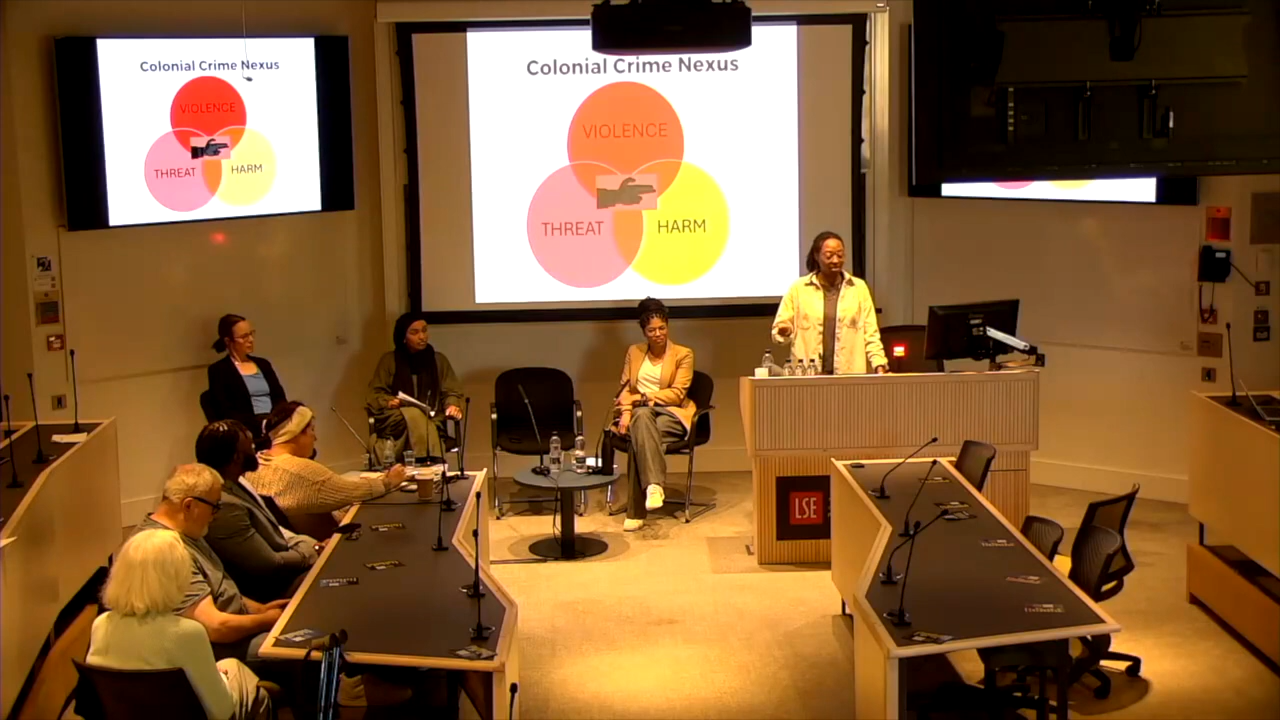 Colonial Crime Nexus
VIOLENCE
THREAT
HARM
Colonial Crime Nexus
VIOLENCE
THREAT
HARM
LSE